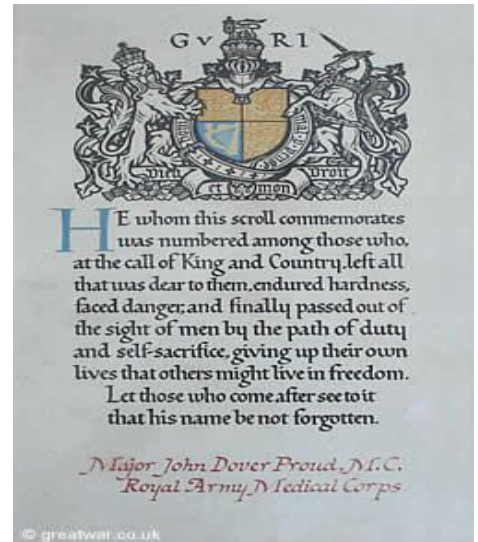 G V R I
Dieu et mon Droit
HE whom this scroll commemorates
was numbered among those who,
at the call of King and Country, left all
that was dear to them, endured hardness,
faced danger, and finally passed out of
the sight of men by the path of duty
and self-sacrifice, giving up their own
lives that others might live in freedom.
Let those who come after see to it
that his name be not forgotten.
Major John Dover Proud, M.C.
Royal Army Medical Corps
© greatwar.co.uk